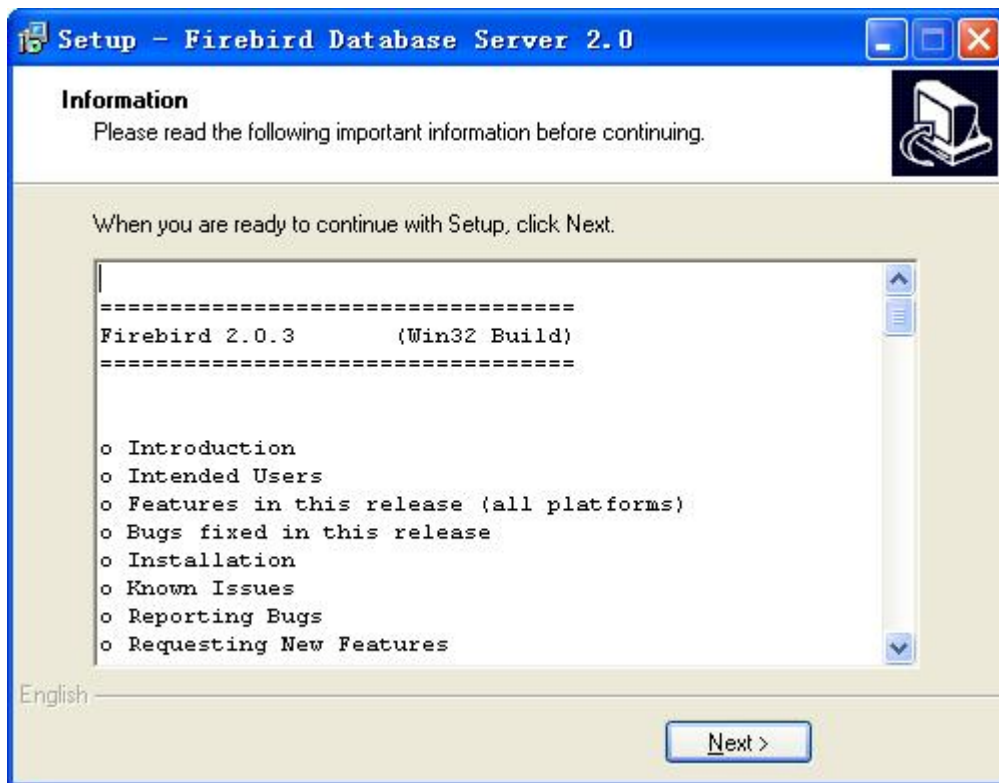 Setup - Firebird Database Server 2.0
Information
Please read the following important information before continuing.
When you are ready to continue with Setup, click Next.
==================================
Firebird 2.0.3       (Win32 Build)
==================================
o Introduction
o Intended Users
o Features in this release (all platforms)
o Bugs fixed in this release
o Installation
o Known Issues
o Reporting Bugs
o Requesting New Features
English
Next >